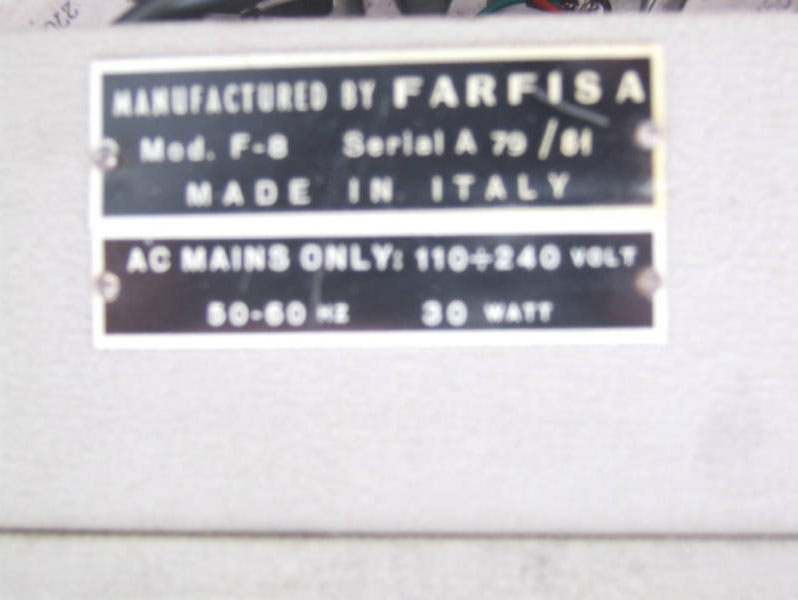 MANUFACTURED BY FARFISA
Mod. F-8 Serial A 79/81
MADE IN ITALY
AC MAINS ONLY: 110÷240 VOLT
50-60 HZ 30 WATT